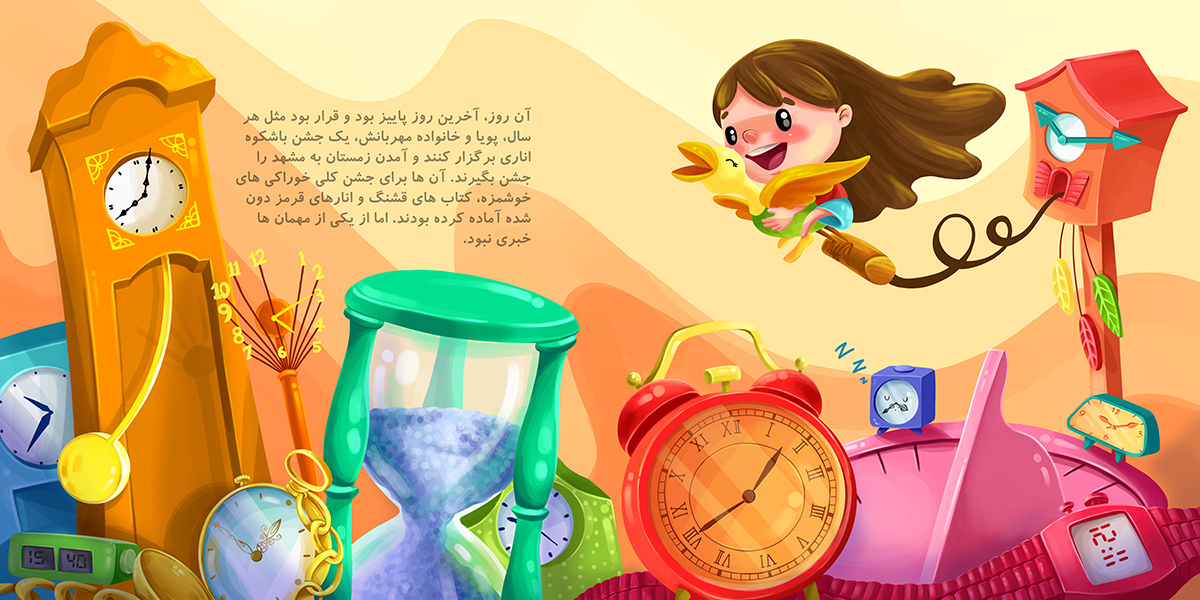 آن روز، آخرین روز پاییز بود و قرار بود مثل هر
سال، پویا و خانواده مهربانش، یک جشن باشکوه
اناری برگزار کنند و آمدن زمستان به مشهد را
جشن بگیرند. آن ها برای جشن کلی خوراکی های
خوشمزه، کتاب های قشنگ و انارهای قرمز دون
شده آماده کرده بودند. اما از یکی از مهمان ها
خبری نبود.
12
1
11
2
10
3
9
4
8
5
7
6
Z
Z
z
XII
I
XI
II
X
III
IX
IIII
VIII
V
VII
VI
15 40
12:11